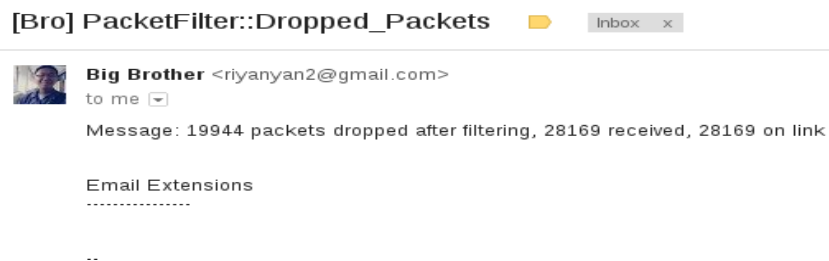 [Bro] PacketFilter::Dropped_Packets Inbox x
Big Brother <riyanyan2@gmail.com>
to me
Message: 19944 packets dropped after filtering, 28169 received, 28169 on link
Email Extensions
----------------
--